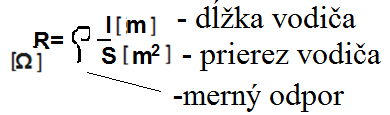 l [m] - dĺžka vodiča
R= ρ
[Ω] S [m²] - prierez vodiča
-merný odpor